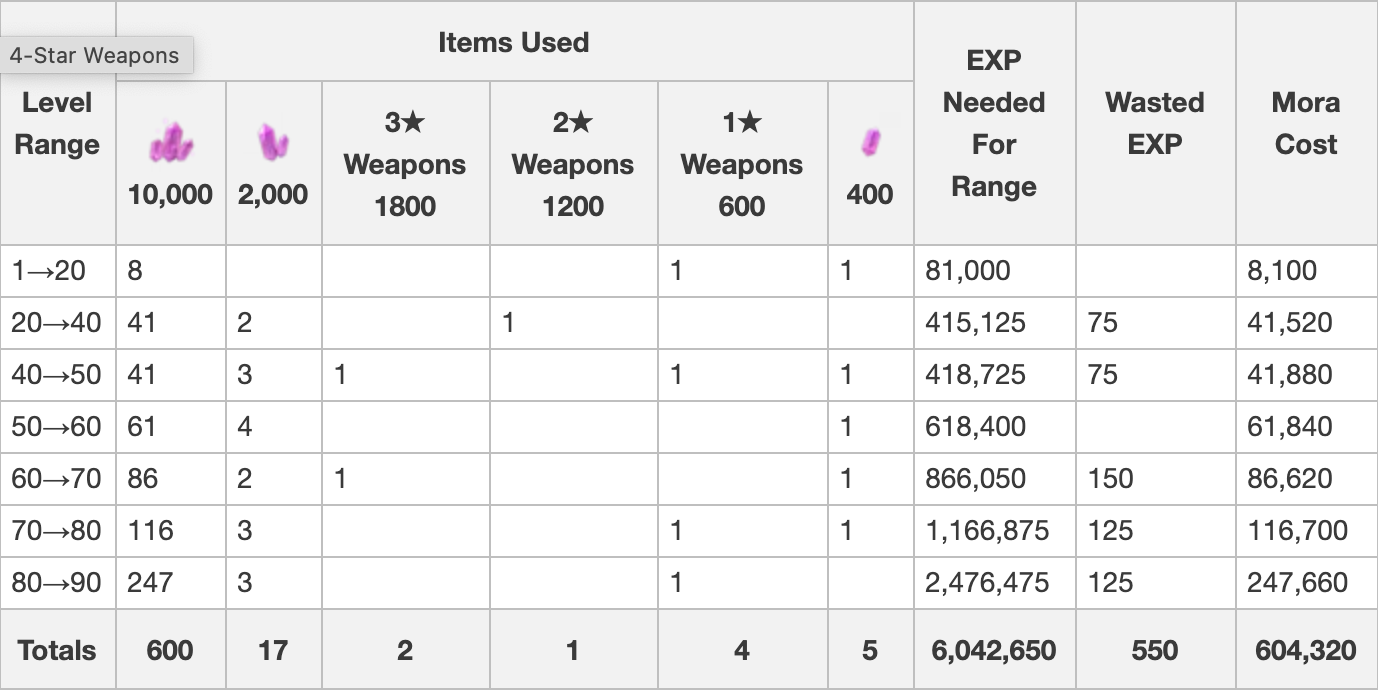 4-Star Weapons
Level
Range
Items Used
10,000
2,000
3★
Weapons
1800
2★
Weapons
1200
1★
Weapons
600
400
EXP
Needed
For
Range
Wasted
EXP
Mora
Cost
1→20 8 1 1 81,000 8,100
20→40 41 2 1 415,125 75 41,520
40→50 41 3 1 1 1 418,725 75 41,880
50→60 61 4 1 618,400 61,840
60→70 86 2 1 1 866,050 150 86,620
70→80 116 3 1 1 1,166,875 125 116,700
80→90 247 3 1 2,476,475 125 247,660
Totals 600 17 2 1 4 5 6,042,650 550 604,320